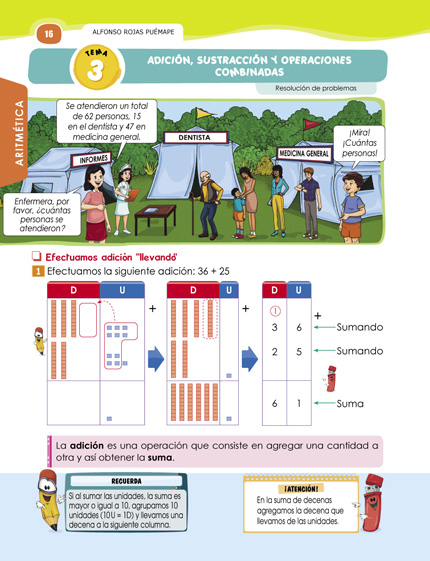 16
ALFONSO ROJAS PUÉMAPE
TEMA
3
ADICIÓN, SUSTRACCIÓN Y OPERACIONES
COMBINADAS
Resolución de problemas
ARITMÉTICA
Se atendieron un total
de 62 personas, 15
en el dentista y 47 en
medicina general.
¡Mira!
¡Cuántas
personas!
INFORMES
DENTISTA
MEDICINA GENERAL
Enfermera, por
favor, ¿cuántas
personas se
atendieron?
Efectuamos adición "llevando"
1 Efectuamos la siguiente adición: 36 + 25
D U D U D U
+ + +
1
3 6 Sumando
2 5 Sumando
6 1 Suma
La adición es una operación que consiste en agregar una cantidad a
otra y así obtener la suma.
RECUERDA
Si al sumar las unidades, la suma es
mayor o igual a 10, agrupamos 10
unidades (10U = 1D) y llevamos una
decena a la siguiente columna.
¡ATENCIÓN!
En la suma de decenas
agregamos la decena que
llevamos de las unidades.